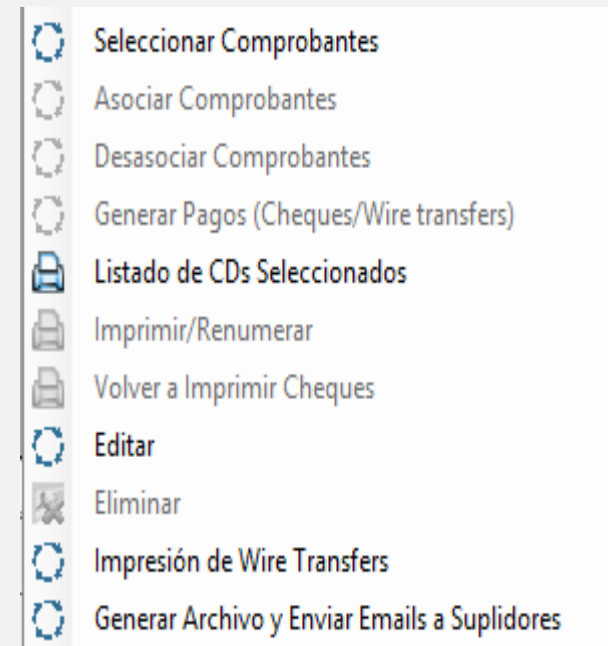 Seleccionar Comprobantes
Asociar Comprobantes
Desasociar Comprobantes
Generar Pagos (Cheques/Wire transfers)
Listado de CDs Seleccionados
Imprimir/Renumerar
Volver a Imprimir Cheques
Editar
Eliminar
Impresión de Wire Transfers
Generar Archivo y Enviar Emails a Suplidores